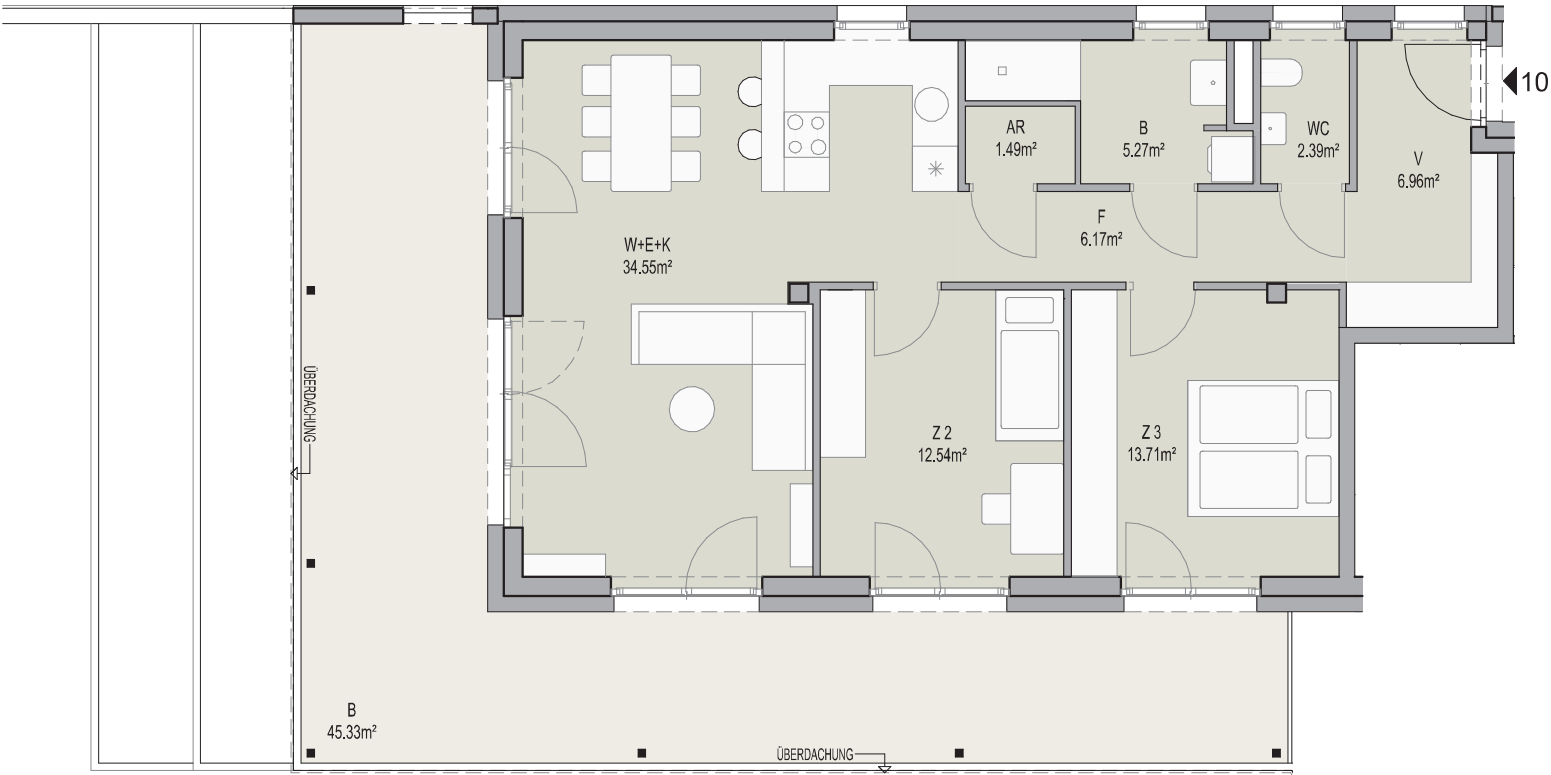 10
AR
1.49m²
B
5.27m²
WC
2.39m²
V
6.96m²
F
6.17m²
W+E+K
34.55m²
ÜBERDACHUNG
Z 2
12.54m²
Z 3
13.71m²
B
45.33m²
ÜBERDACHUNG